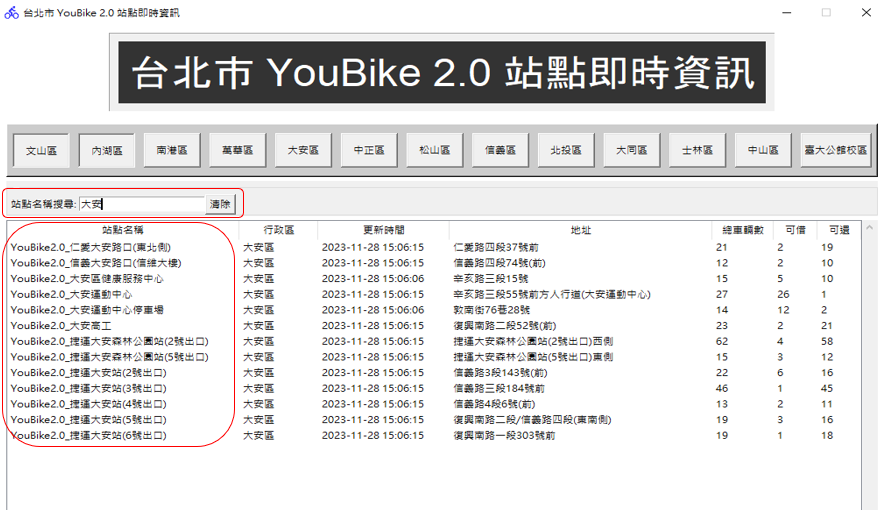 台北市 YouBike 2.0 站點即時資訊
台北市 YouBike 2.0 站點即時資訊
文山區 內湖區 南港區 萬華區 大安區 中正區 松山區 信義區 北投區 大同區 士林區 中山區 臺大公館校區
站點名稱搜尋: 大安 清除
站點名稱 行政區 更新時間 地址 總車輛數 可借 可還
YouBike2.0_仁愛大安路口(東北側) 大安區 2023-11-28 15:06:15 仁愛路四段37號前 21 2 19
YouBike2.0_信義大安路口(信維大樓) 大安區 2023-11-28 15:06:15 信義路四段74號(前) 12 2 10
YouBike2.0_大安區健康服務中心 大安區 2023-11-28 15:06:06 辛亥路三段15號 15 5 10
YouBike2.0_大安運動中心 大安區 2023-11-28 15:06:15 辛亥路三段55號前方人行道(大安運動中心) 27 26 1
YouBike2.0_大安運動中心停車場 大安區 2023-11-28 15:06:06 敦南街76巷28號 14 12 2
YouBike2.0_大安高工 大安區 2023-11-28 15:06:15 復興南路二段52號(前) 23 2 21
YouBike2.0_捷運大安森林公園站(2號出口) 大安區 2023-11-28 15:06:15 捷運大安森林公園站(2號出口)西側 62 4 58
YouBike2.0_捷運大安森林公園站(5號出口) 大安區 2023-11-28 15:06:15 捷運大安森林公園站(5號出口)東側 15 3 12
YouBike2.0_捷運大安站(2號出口) 大安區 2023-11-28 15:06:15 信義路3段143號(前) 22 6 16
YouBike2.0_捷運大安站(3號出口) 大安區 2023-11-28 15:06:15 信義路三段184號前 46 1 45
YouBike2.0_捷運大安站(4號出口) 大安區 2023-11-28 15:06:15 信義路4段6號(前) 13 2 11
YouBike2.0_捷運大安站(5號出口) 大安區 2023-11-28 15:06:15 復興南路二段/信義路四段(東南側) 19 3 16
YouBike2.0_捷運大安站(6號出口) 大安區 2023-11-28 15:06:15 復興南路一段303號前 19 1 18